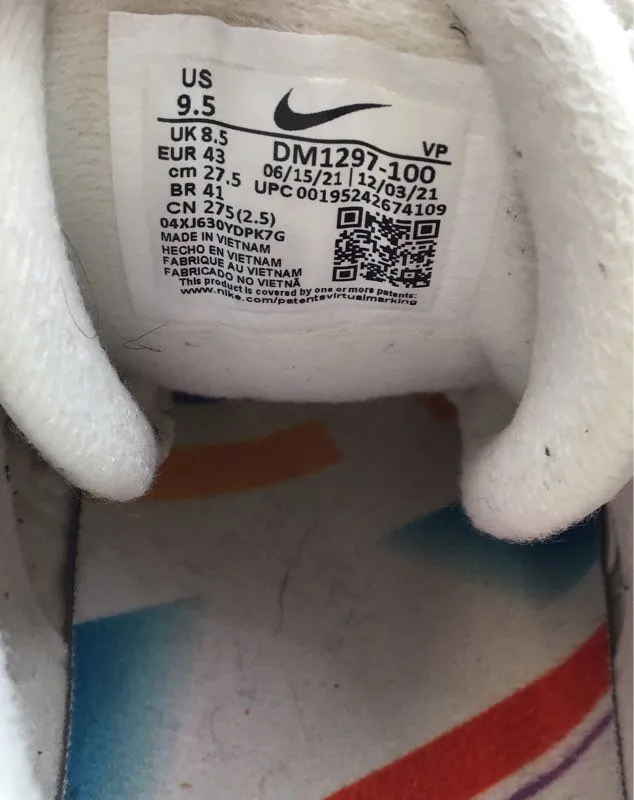 US
9.5
UK 8.5
EUR 43
cm 27.5
BR 41
CN 275(2.5)
VP
DM1297-100
06/15/21 | 12/03/21
UPC 00195242674109
04XJ630YDPK7G
MADE IN VIETNAM
HECHO EN VIETNAM
FABRIQUE AU VIETNAM
FABRICADO NO VIETNÃ
This product is covered by one or more patents:
www.nike.com/patentsvirtualmarking